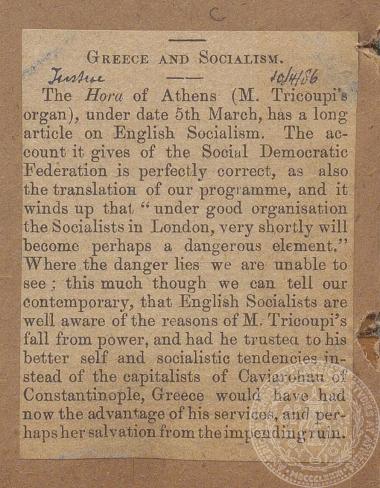 C
GREECE AND SOCIALISM.
Justice 10/4/86
The Hora of Athens (M. Tricoupi's
organ), under date 5th March, has a long
article on English Socialism. The ac-
count it gives of the Social Democratic
Federation is perfectly correct, as also
the translation of our programme, and it
winds up that "under good organisation
the Socialists in London, very shortly will
become perhaps a dangerous element."
Where the danger lies we are unable to
see; this much though we can tell our
contemporary, that English Socialists are
well aware of the reasons of M. Tricoupi's
fall from power, and had he trusted to his
better self and socialistic tendencies in-
stead of the capitalists of Caviarohau of
Constantinople, Greece would have had
now the advantage of his services, and per-
haps her salvation from the impending ruin.